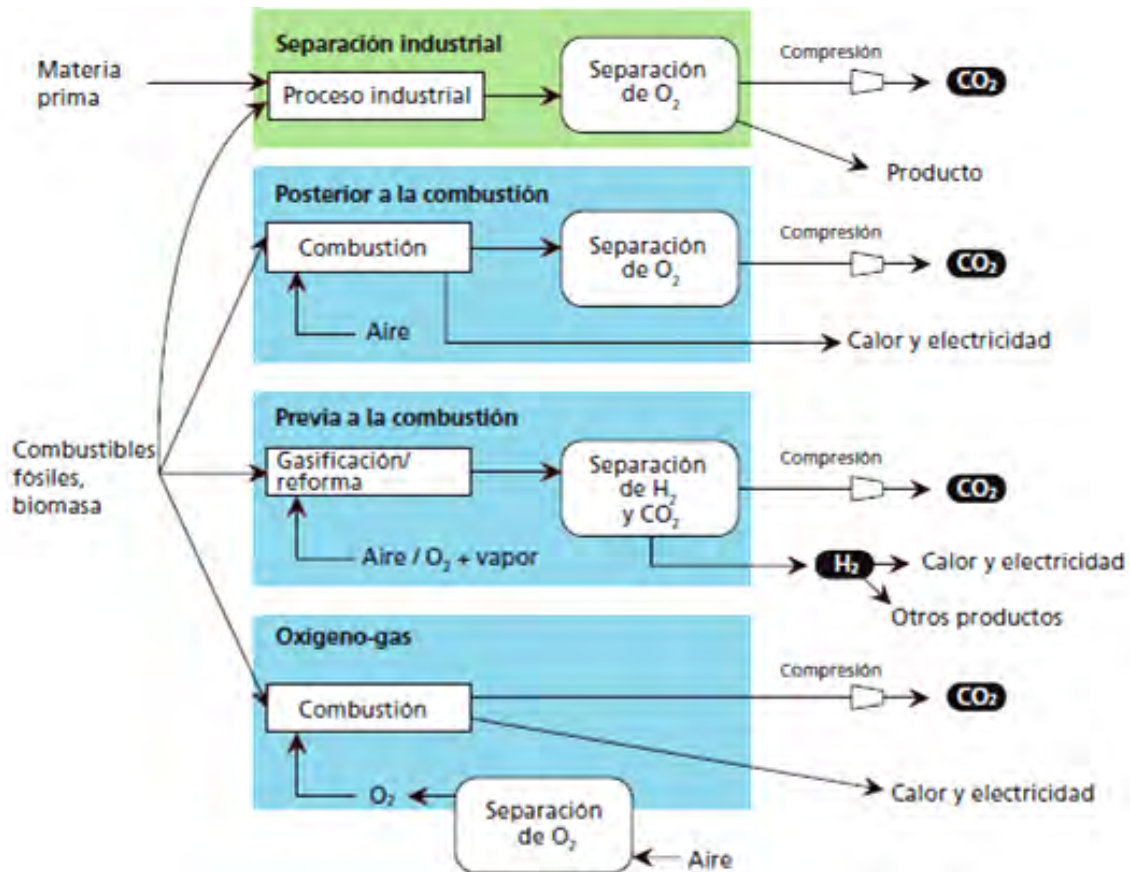 Separación industrial
Materia
prima
Proceso industrial
Separación
de O₂
Compresión
CO₂
Producto
Posterior a la combustión
Combustión
Separación
de O₂
Compresión
CO₂
Aire
Calor y electricidad
Previa a la combustión
Combustibles
fósiles,
biomasa
Gasificación/
reforma
Separación
de H₂
y CO₂
Compresión
CO₂
Aire / O₂ + vapor
H₂
Calor y electricidad
Otros productos
Oxigeno-gas
Combustión
Compresión
CO₂
O₂
Calor y electricidad
Separación
de O₂
Aire